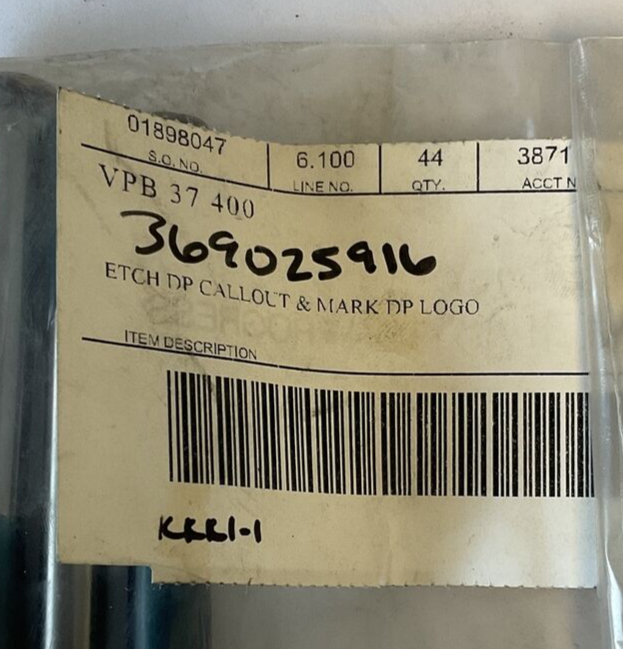 01898047 6.100 44 3871
S.O. NO. LINE NO. QTY. ACCT N
VPB 37 400
369025916
ETCH DP CALLOUT & MARK DP LOGO
ITEM DESCRIPTION